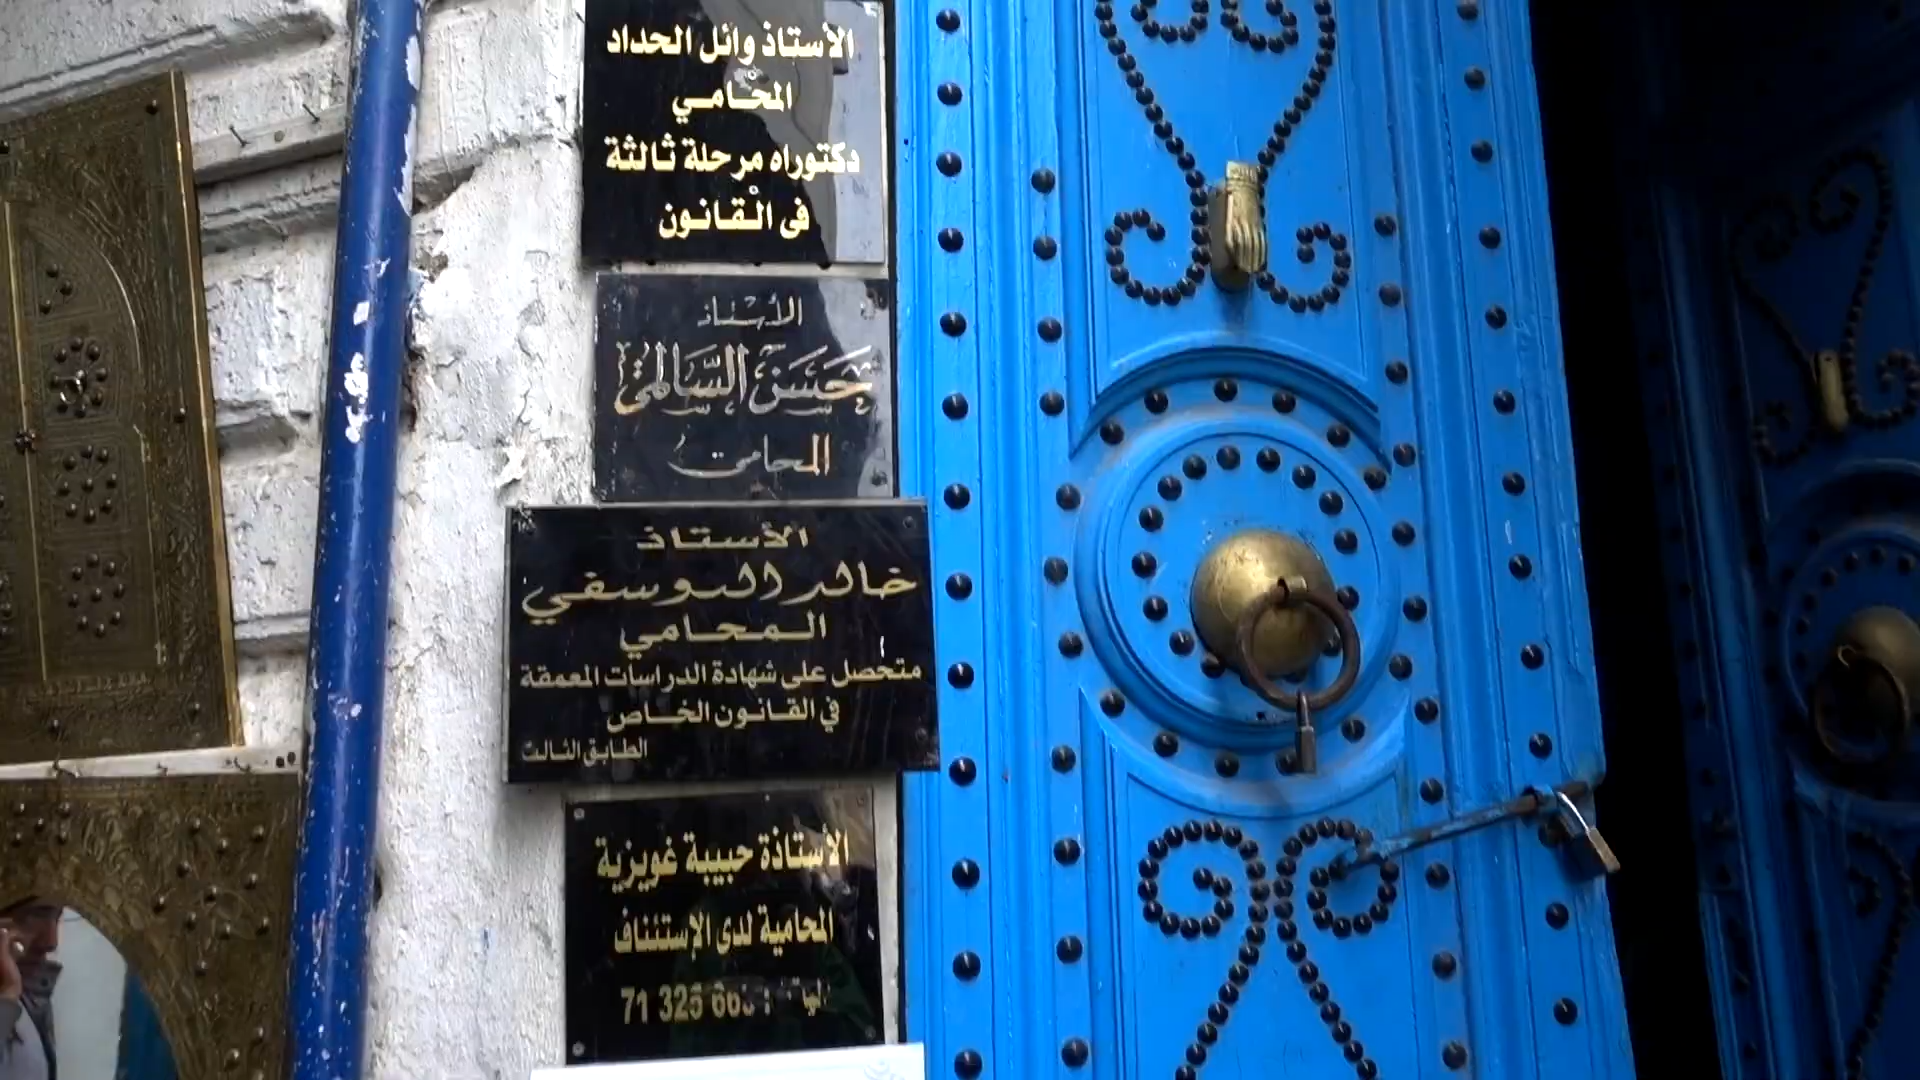 الأستاذ وائل الحداد
المحامي
دكتوراه مرحلة ثالثة
في القانون
الأستاذ
حسن السالمي
المحامي
الأستاذ
خالد اليوسفي
المحامي
متحصل على شهادة الدراسات المعمقة
في القانون الخاص
الطابق الثالث
الأستاذة حبيبة غويزية
المحامية لدى الإستئناف
71 325